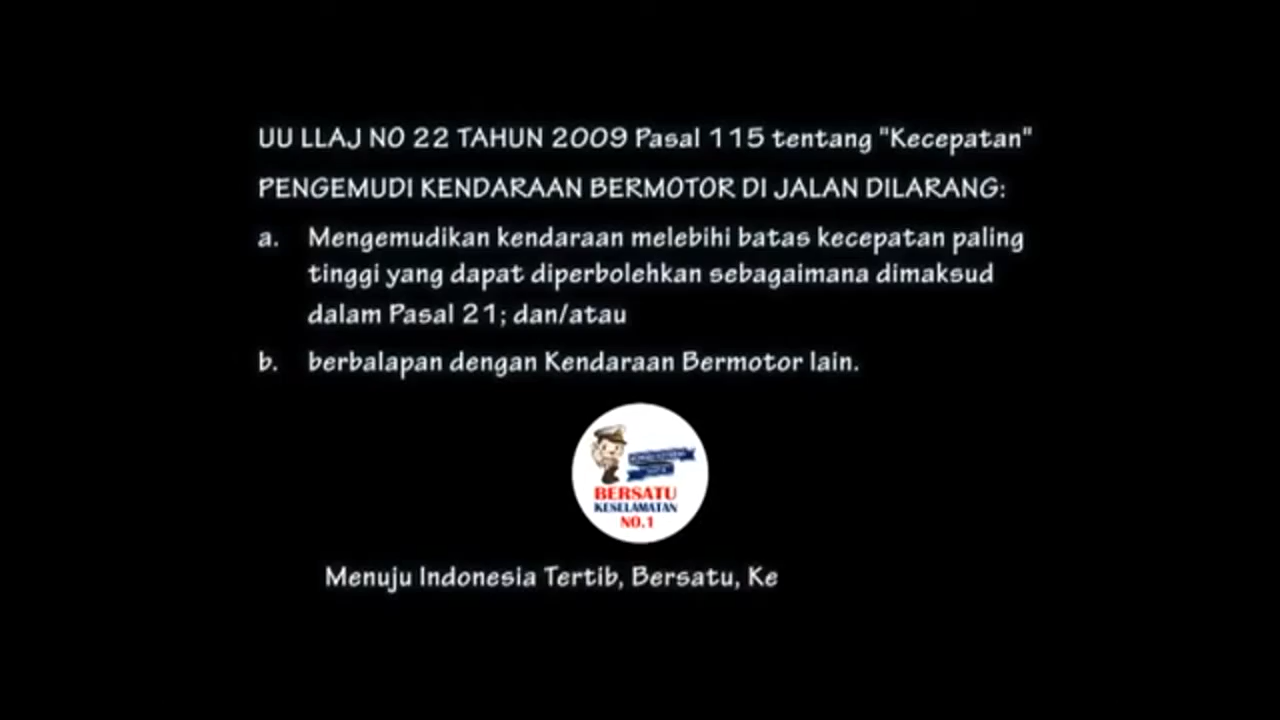 UU LLAJ NO 22 TAHUN 2009 Pasal 115 tentang "Kecepatan"
PENGEMUDI KENDARAAN BERMOTOR DI JALAN DILARANG:
a. Mengemudikan kendaraan melebihi batas kecepatan paling
tinggi yang dapat diperbolehkan sebagaimana dimaksud
dalam Pasal 21; dan/atau
b. berbalapan dengan Kendaraan Bermotor lain.
BERSATU
KESELAMATAN
NO.1
Menuju Indonesia Tertib, Bersatu, Ke